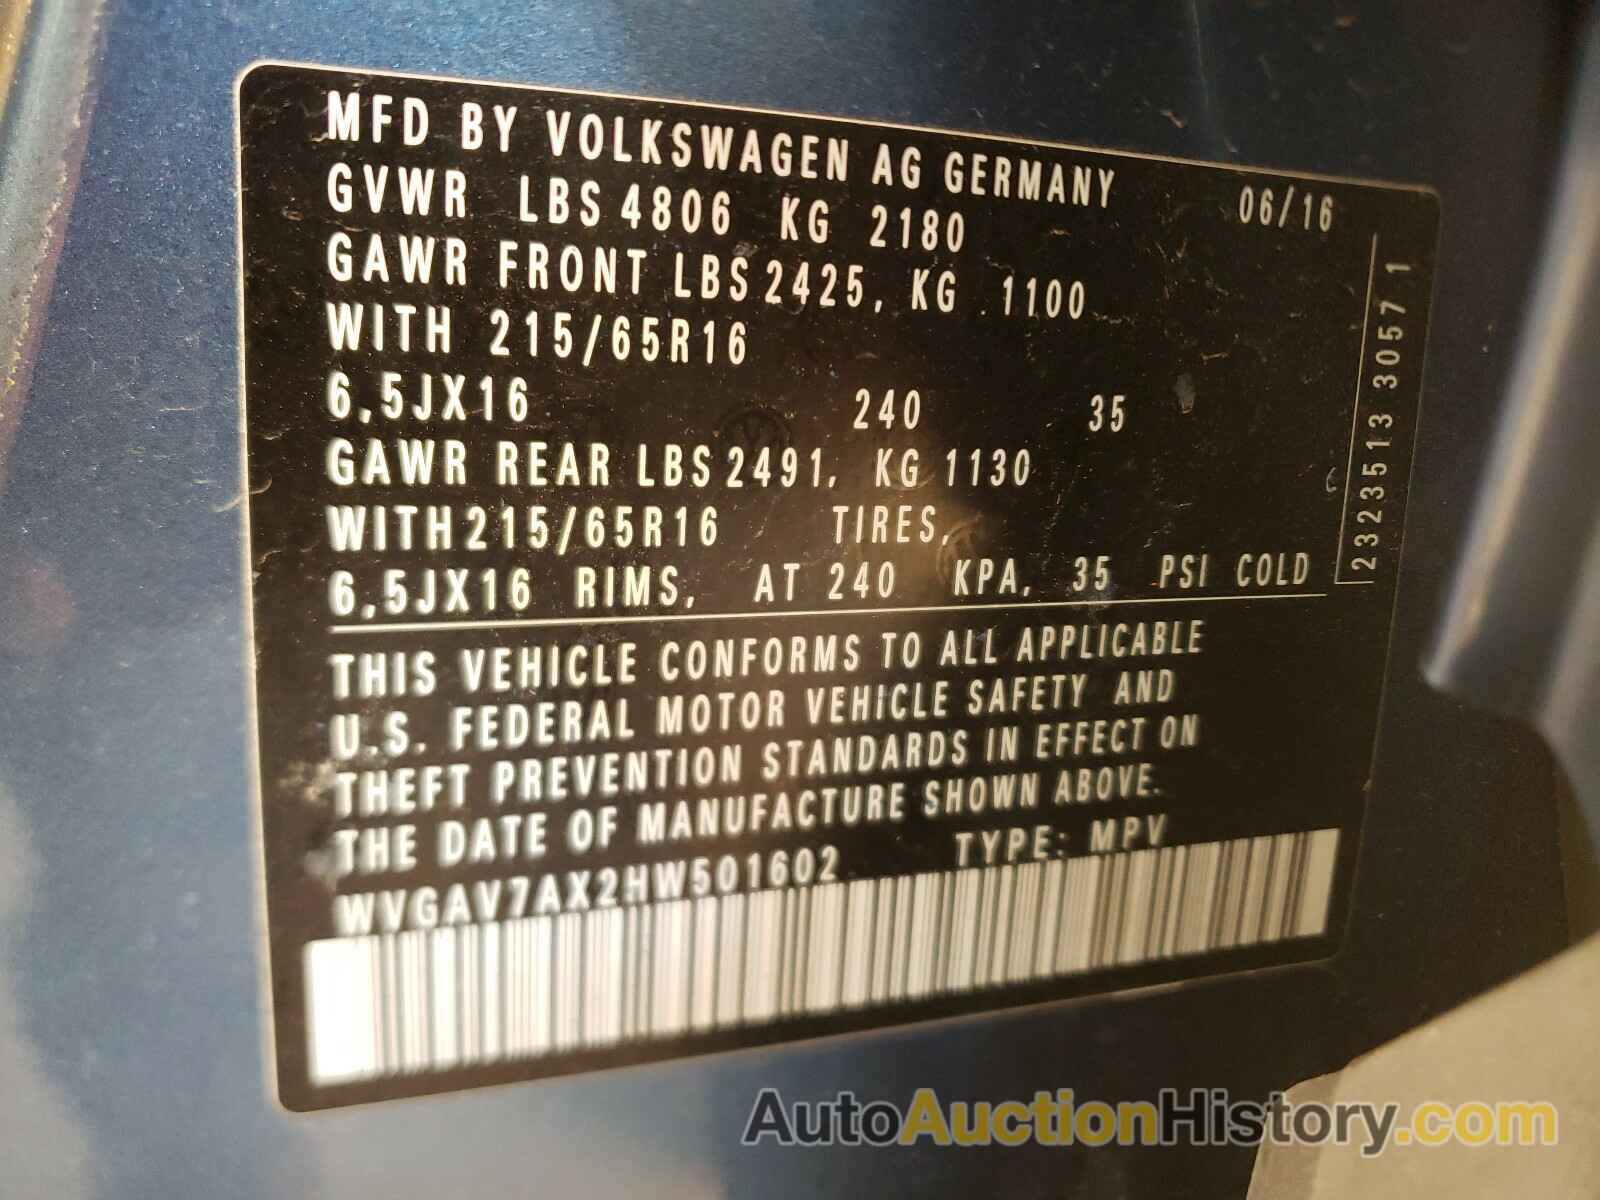 MFD BY VOLKSWAGEN AG GERMANY 06/16
GVWR LBS 4806 KG 2180
GAWR FRONT LBS 2425, KG 1100
WITH 215/65R16
6,5JX16 240 35
GAWR REAR LBS 2491, KG 1130
WITH 215/65R16 TIRES,
6,5JX16 RIMS, AT 240 KPA, 35 PSI COLD
THIS VEHICLE CONFORMS TO ALL APPLICABLE
U.S. FEDERAL MOTOR VEHICLE SAFETY AND
THEFT PREVENTION STANDARDS IN EFFECT ON
THE DATE OF MANUFACTURE SHOWN ABOVE.
WVGAV7AX2HW501602 TYPE: MPV
2323513 3057 1
AutoAuctionHistory.com